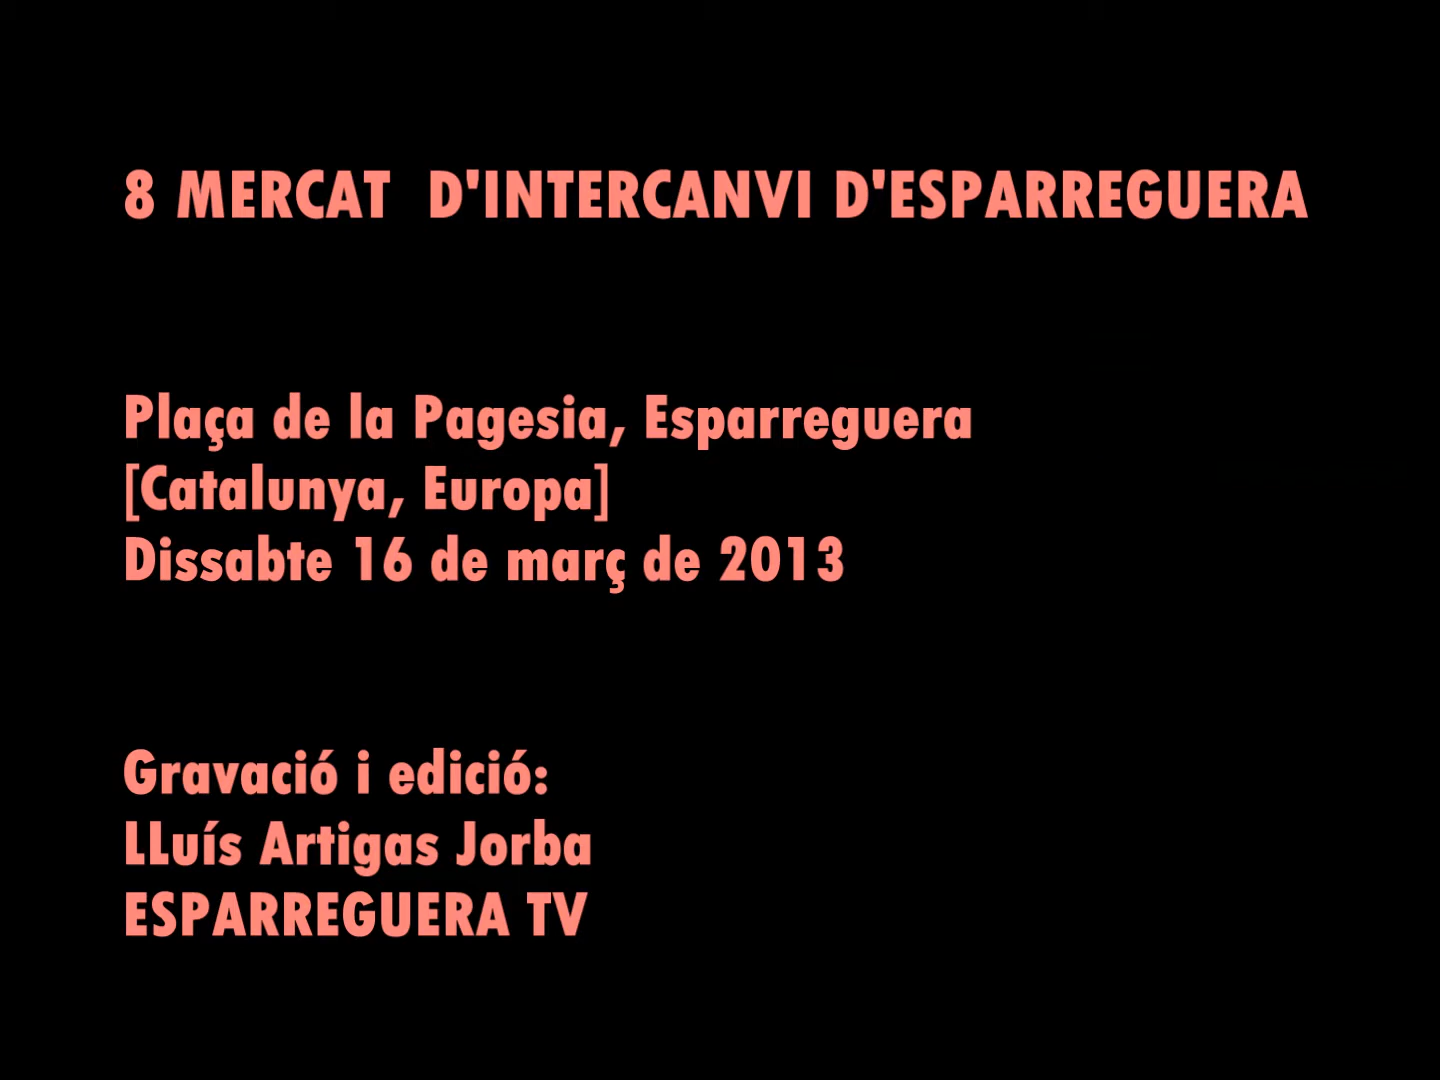 8 MERCAT  D'INTERCANVI D'ESPARREGUERA
Plaça de la Pagesia, Esparreguera
[Catalunya, Europa]
Dissabte 16 de març de 2013
Gravació i edició:
LLuís Artigas Jorba
ESPARREGUERA TV